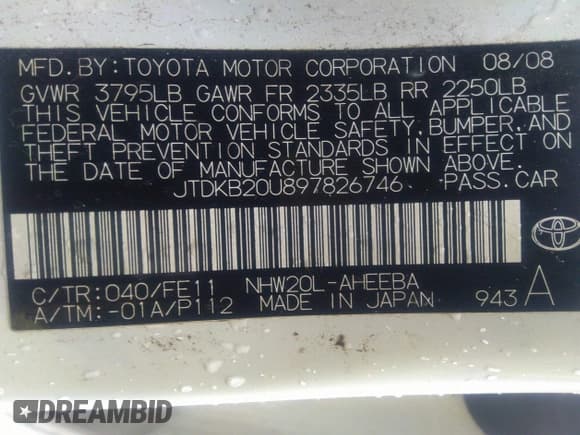 MFD. BY: TOYOTA MOTOR CORPORATION 08/08
GVWR 3795LB GAWR FR 2335LB RR 2250LB
THIS VEHICLE CONFORMS TO ALL APPLICABLE
FEDERAL MOTOR VEHICLE SAFETY, BUMPER, AND
THEFT PREVENTION STANDARDS IN EFFECT ON
THE DATE OF MANUFACTURE SHOWN ABOVE.
JTDKB20U897826746 PASS. CAR
C/TR: 040/FE11 NHW20L-AHEEBA
A/TM: -01A/P112 MADE IN JAPAN 943 A
DREAMBID